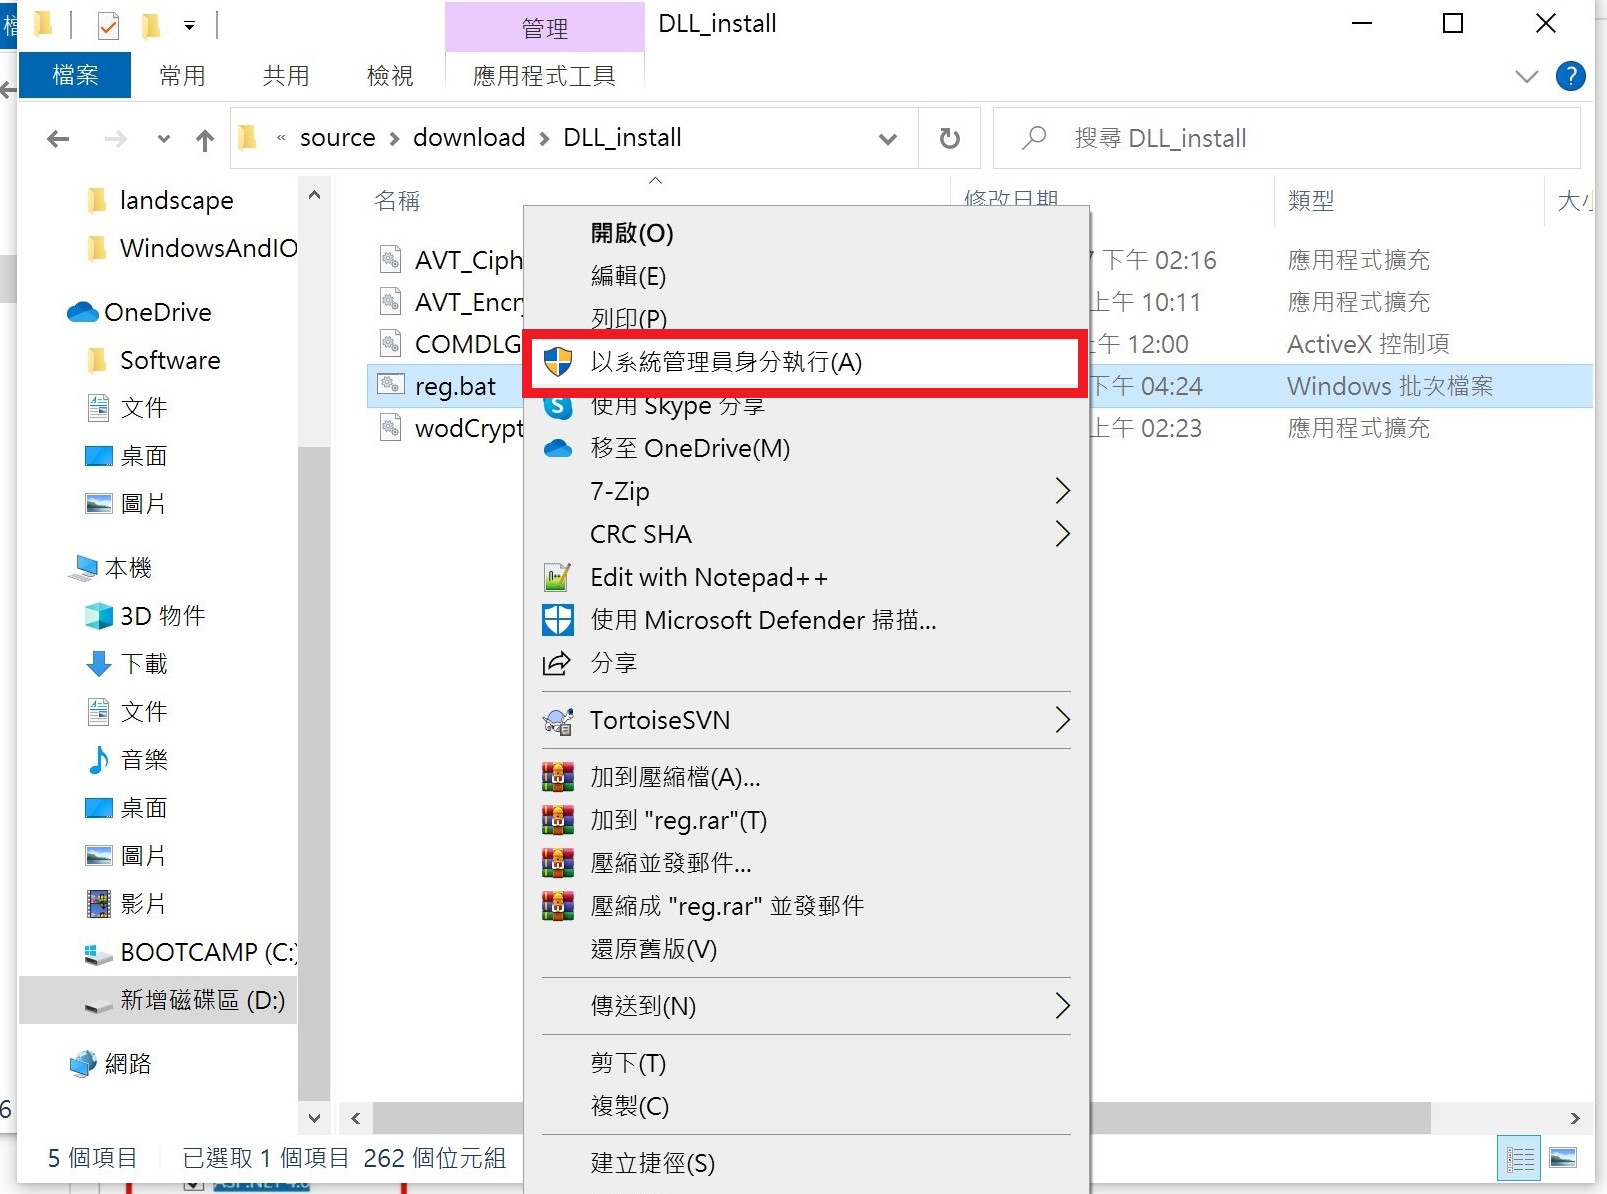 管理
DLL_install
檔案
常用
共用
檢視
應用程式工具
« source > download > DLL_install
搜尋 DLL_install
landscape
WindowsAndIO
OneDrive
Software
文件
桌面
圖片
本機
3D 物件
下載
文件
音樂
桌面
圖片
影片
BOOTCAMP (C:)
新增磁碟區 (D:)
網路
名稱
修改日期
類型
AVT_Ciph
下午 02:16
應用程式擴充
AVT_Encry
上午 10:11
應用程式擴充
COMDLG
上午 12:00
ActiveX 控制項
reg.bat
下午 04:24
Windows 批次檔案
wodCrypt
上午 02:23
應用程式擴充
開啟(O)
編輯(E)
列印(P)
以系統管理員身分執行(A)
使用 Skype 分享
移至 OneDrive(M)
7-Zip
CRC SHA
Edit with Notepad++
使用 Microsoft Defender 掃描...
分享
TortoiseSVN
加到壓縮檔(A)...
加到 "reg.rar"(T)
壓縮並發郵件...
壓縮成 "reg.rar" 並發郵件
還原舊版(V)
傳送到(N)
剪下(T)
複製(C)
建立捷徑(S)
5 個項目
已選取 1 個項目 262 個位元組